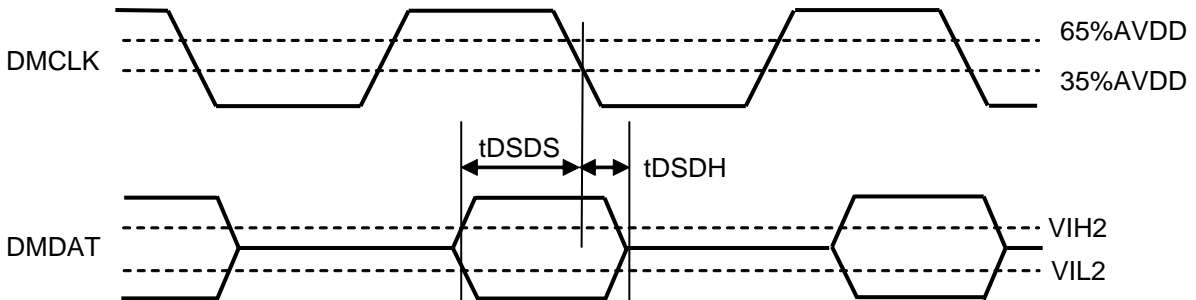 65%AVDD
DMCLK
35%AVDD
tDSDS
tDSDH
VIH2
DMDAT
VIL2